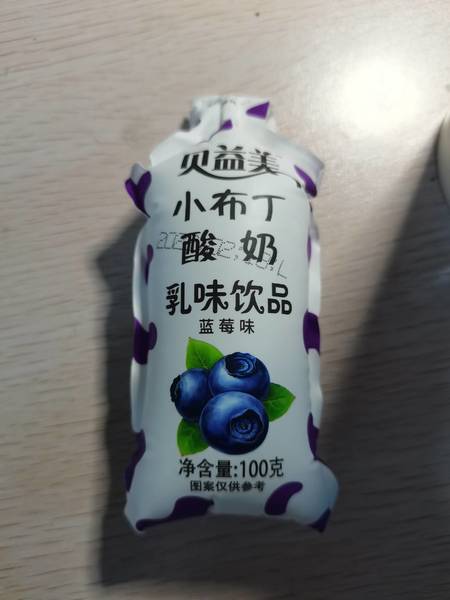 贝益美
小布丁
酸奶
乳味饮品
蓝莓味
净含量:100克
图案仅供参考